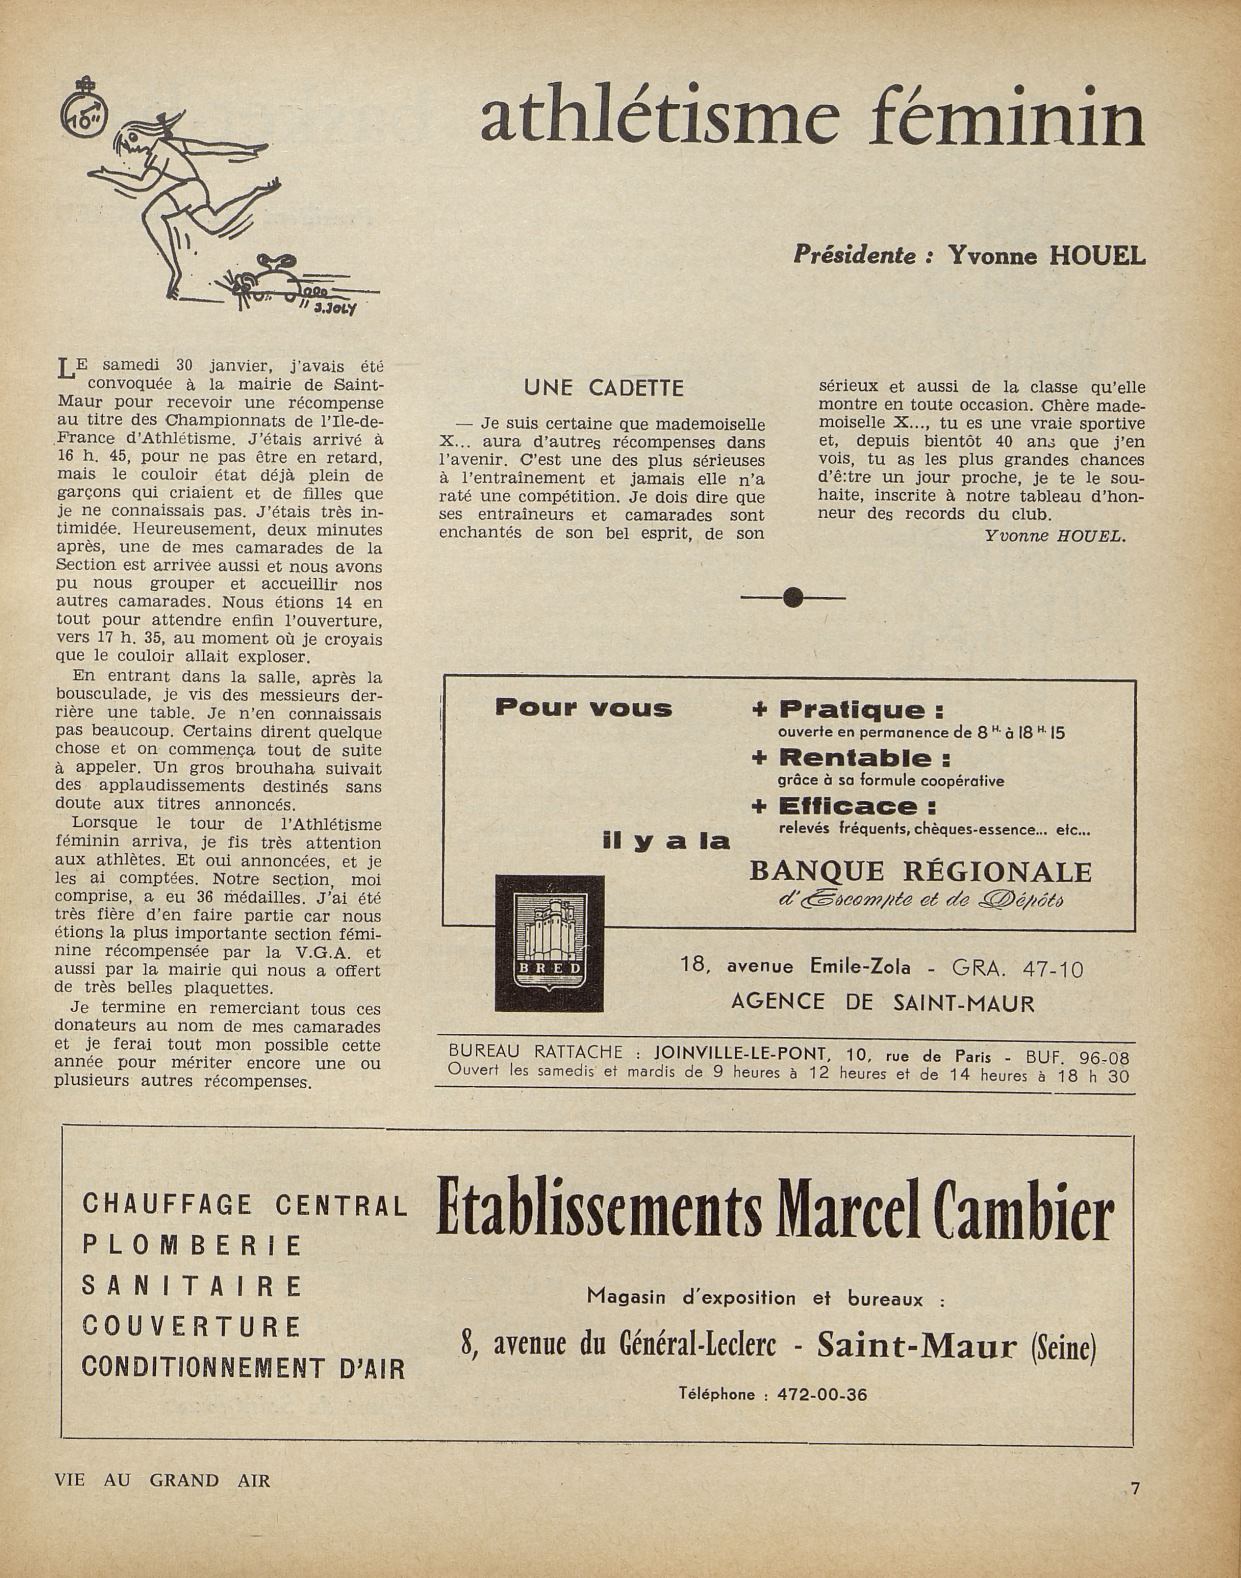 10"
J. JOLY
athlétisme féminin
Présidente : Yvonne HOUEL
LE samedi 30 janvier, j'avais été
convoquée à la mairie de Saint-
Maur pour recevoir une récompense
au titre des Championnats de l'Ile-de-
France d'Athlétisme. J'étais arrivé à
16 h. 45, pour ne pas être en retard,
mais le couloir état déjà plein de
garçons qui criaient et de filles que
je ne connaissais pas. J'étais très in-
timidée. Heureusement, deux minutes
après, une de mes camarades de la
Section est arrivée aussi et nous avons
pu nous grouper et accueillir nos
autres camarades. Nous étions 14 en
tout pour attendre enfin l'ouverture,
vers 17 h. 35, au moment où je croyais
que le couloir allait exploser.
En entrant dans la salle, après la
bousculade, je vis des messieurs der-
rière une table. Je n'en connaissais
pas beaucoup. Certains dirent quelque
chose et on commença tout de suite
à appeler. Un gros brouhaha suivait
des applaudissements destinés sans
doute aux titres annoncés.
Lorsque le tour de l'Athlétisme
féminin arriva, je fis très attention
aux athlètes. Et oui annoncées, et je
les ai comptées. Notre section, moi
comprise, a eu 36 médailles. J'ai été
très fière d'en faire partie car nous
étions la plus importante section fémi-
nine récompensée par la V.G.A. et
aussi par la mairie qui nous a offert
de très belles plaquettes.
Je termine en remerciant tous ces
donateurs au nom de mes camarades
et je ferai tout mon possible cette
année pour mériter encore une ou
plusieurs autres récompenses.
UNE CADETTE
— Je suis certaine que mademoiselle
X... aura d'autres récompenses dans
l'avenir. C'est une des plus sérieuses
à l'entraînement et jamais elle n'a
raté une compétition. Je dois dire que
ses entraîneurs et camarades sont
enchantés de son bel esprit, de son
sérieux et aussi de la classe qu'elle
montre en toute occasion. Chère made-
moiselle X..., tu es une vraie sportive
et, depuis bientôt 40 ans que j'en
vois, tu as les plus grandes chances
d'ê:tre un jour proche, je te le sou-
haite, inscrite à notre tableau d'hon-
neur des records du club.
Yvonne HOUEL.
Pour vous
il y a la
+ Pratique :
ouverte en permanence de 8 H. à 18 H. 15
+ Rentable :
grâce à sa formule coopérative
+ Efficace :
relevés fréquents, chèques-essence... etc...
BANQUE RÉGIONALE
d'Escompte et de Dépôts
BRED
18, avenue Emile-Zola - GRA. 47-10
AGENCE DE SAINT-MAUR
BUREAU RATTACHE : JOINVILLE-LE-PONT, 10, rue de Paris - BUF. 96-08
Ouvert les samedis et mardis de 9 heures à 12 heures et de 14 heures à 18 h 30
CHAUFFAGE CENTRAL
PLOMBERIE
SANITAIRE
COUVERTURE
CONDITIONNEMENT D'AIR
Etablissements Marcel Cambier
Magasin d'exposition et bureaux :
8, avenue du Général-Leclerc - Saint-Maur (Seine)
Téléphone : 472-00-36
VIE AU GRAND AIR
7